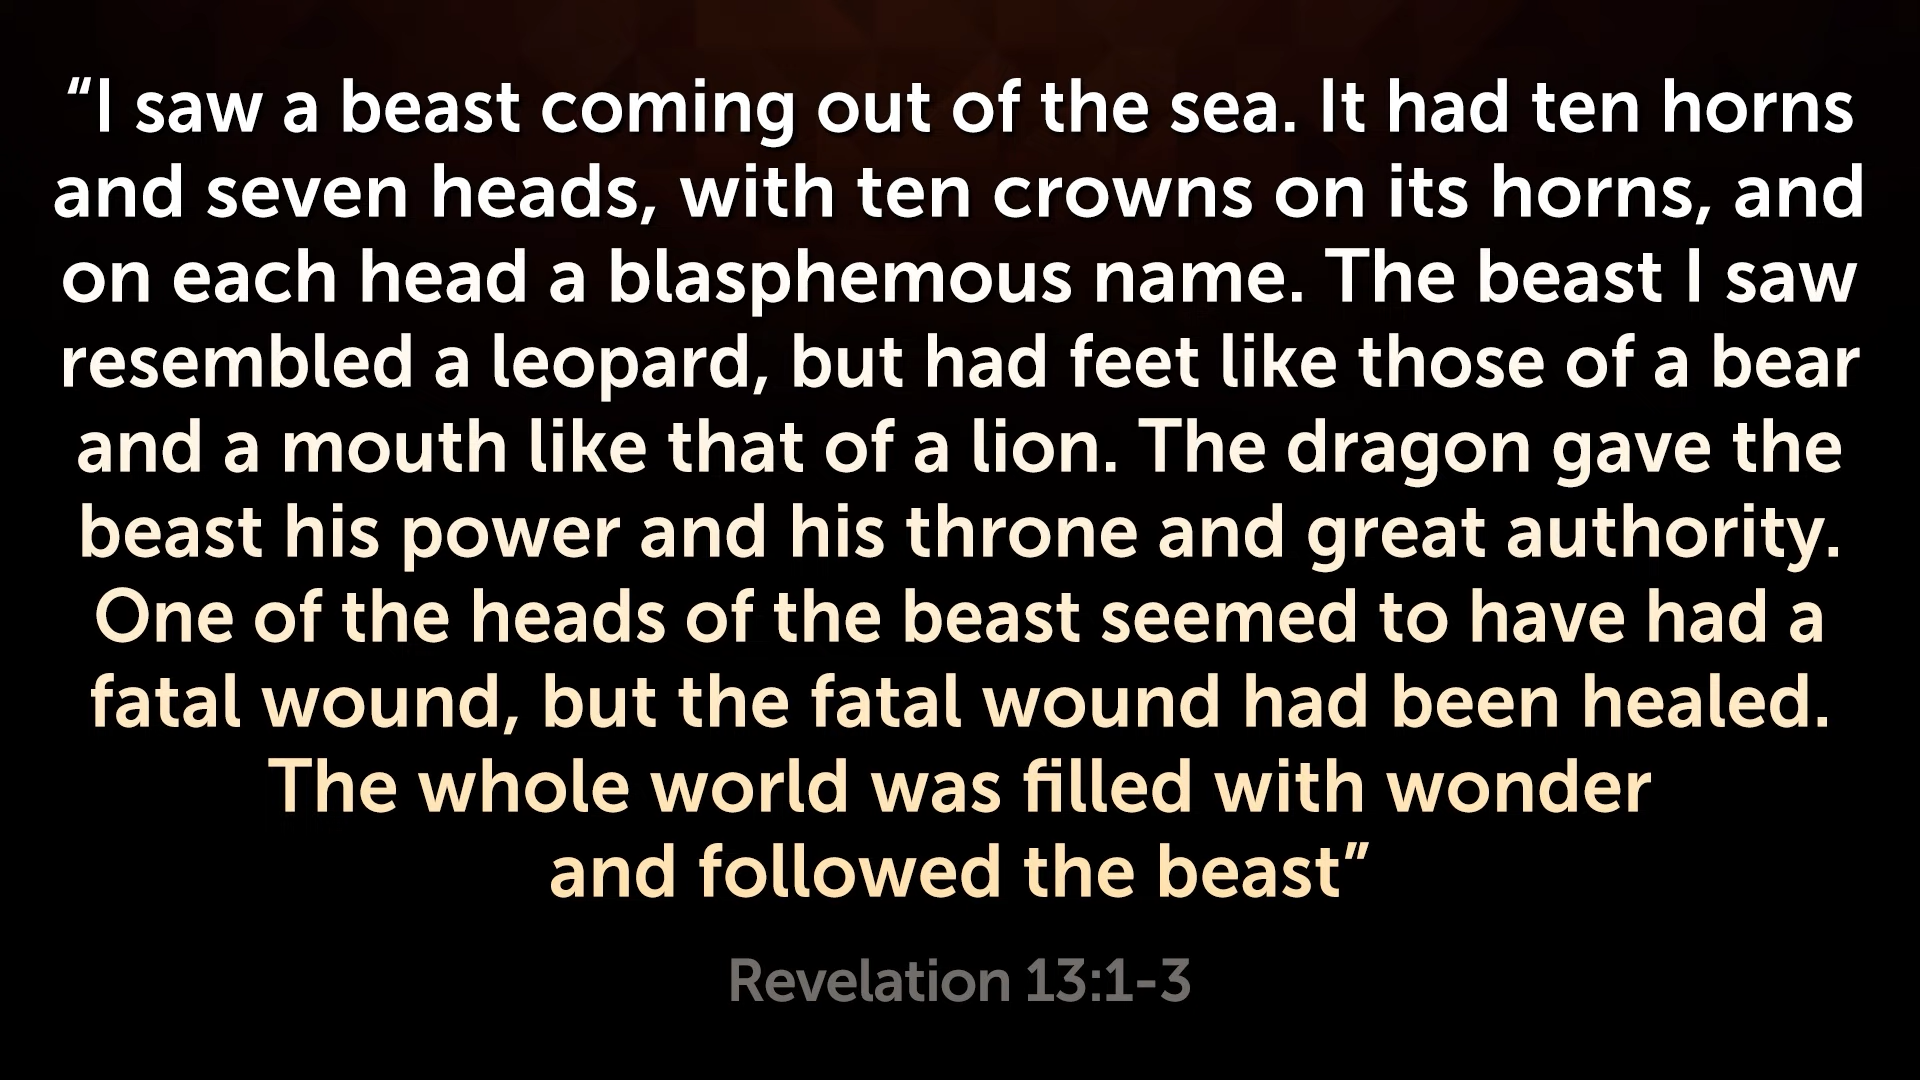 “I saw a beast coming out of the sea. It had ten horns
and seven heads, with ten crowns on its horns, and
on each head a blasphemous name. The beast I saw
resembled a leopard, but had feet like those of a bear
and a mouth like that of a lion. The dragon gave the
beast his power and his throne and great authority.
One of the heads of the beast seemed to have had a
fatal wound, but the fatal wound had been healed.
The whole world was filled with wonder
and followed the beast”
Revelation 13:1-3